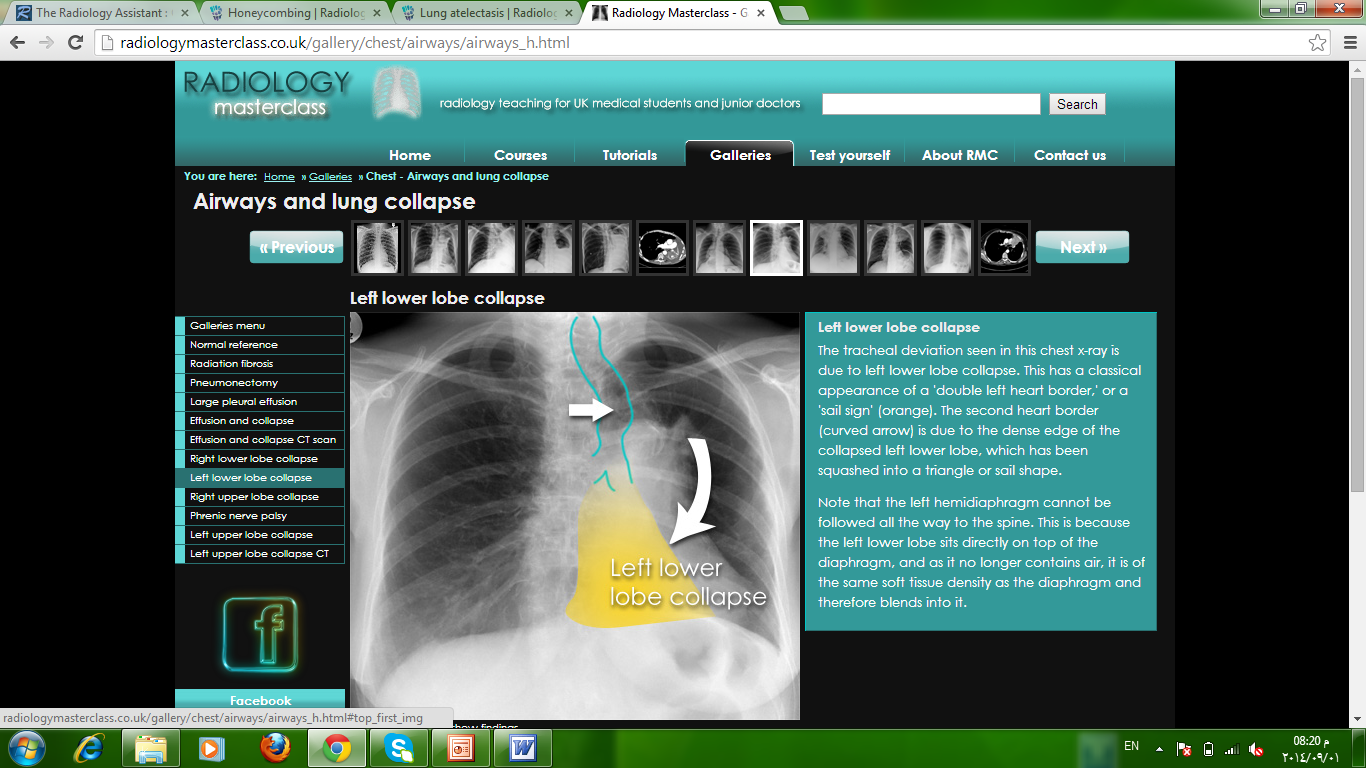 The Radiology Assistant :
Honeycombing | Radiolog
Lung atelectasis | Radiolog
Radiology Masterclass - G
radiologymasterclass.co.uk/gallery/chest/airways/airways_h.html
RADIOLOGY
masterclass
radiology teaching for UK medical students and junior doctors
Search
Home
Courses
Tutorials
Galleries
Test yourself
About RMC
Contact us
You are here: Home » Galleries » Chest - Airways and lung collapse
Airways and lung collapse
« Previous
Next »
Left lower lobe collapse
Galleries menu
Normal reference
Radiation fibrosis
Pneumonectomy
Large pleural effusion
Effusion and collapse
Effusion and collapse CT scan
Right lower lobe collapse
Left lower lobe collapse
Right upper lobe collapse
Phrenic nerve palsy
Left upper lobe collapse
Left upper lobe collapse CT
Left lower
lobe collapse
Left lower lobe collapse
The tracheal deviation seen in this chest x-ray is
due to left lower lobe collapse. This has a classical
appearance of a 'double left heart border,' or a
'sail sign' (orange). The second heart border
(curved arrow) is due to the dense edge of the
collapsed left lower lobe, which has been
squashed into a triangle or sail shape.
Note that the left hemidiaphragm cannot be
followed all the way to the spine. This is because
the left lower lobe sits directly on top of the
diaphragm, and as it no longer contains air, it is of
the same soft tissue density as the diaphragm and
therefore blends into it.
Facebook
radiologymasterclass.co.uk/gallery/chest/airways/airways_h.html#top_first_img
findings
EN
08:20 م
٢٠١٤/٠٩/٠١